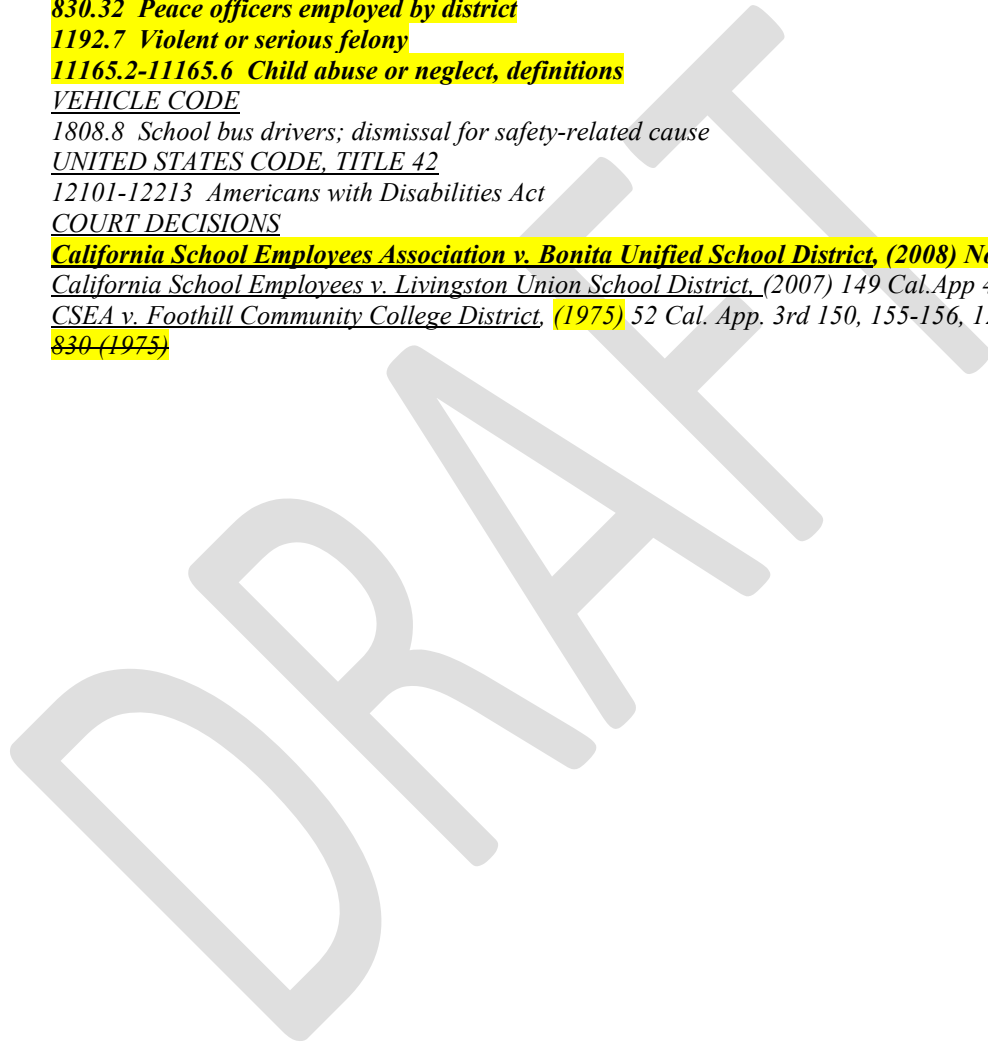 830.32 Peace officers employed by district
1192.7 Violent or serious felony
11165.2-11165.6 Child abuse or neglect, definitions
VEHICLE CODE
1808.8 School bus drivers; dismissal for safety-related cause
UNITED STATES CODE, TITLE 42
12101-12213 Americans with Disabilities Act
COURT DECISIONS
California School Employees Association v. Bonita Unified School District, (2008)
California School Employees v. Livingston Union School District, (2007) 149 Cal.App 4
CSEA v. Foothill Community College District, (1975) 52 Cal. App. 3rd 150, 155-156,
830 (1975)
DRAFT